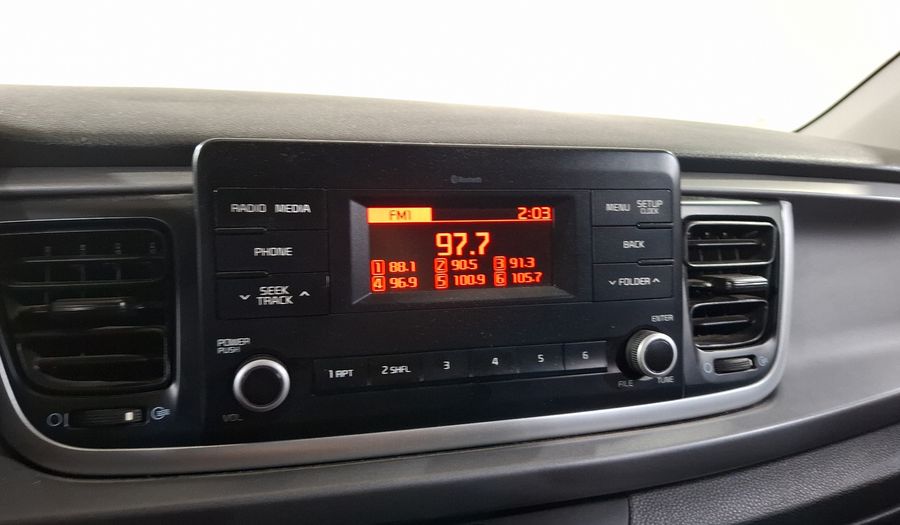 Bluetooth
RADIO MEDIA
PHONE
SEEK
TRACK
POWER
PUSH
VOL
FM1 2:03
97.7
1 88.1 2 90.5 3 91.3
4 96.9 5 100.9 6 105.7
MENU SETUP
CLOCK
BACK
FOLDER
ENTER
FILE TUNE
1 RPT 2 SHFL 3 4 5 6